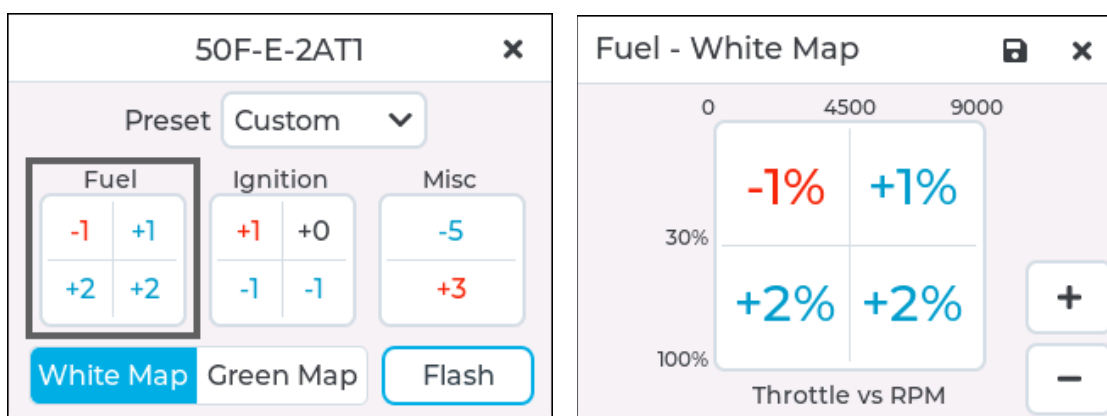 50F-E-2AT1 ×
Preset Custom
Fuel Ignition Misc
-1 +1 +1 +0 -5
+2 +2 -1 -1 +3
White Map Green Map Flash
Fuel - White Map ×
0 4500 9000
-1% +1%
30%
+2% +2%
+
100%
−
Throttle vs RPM